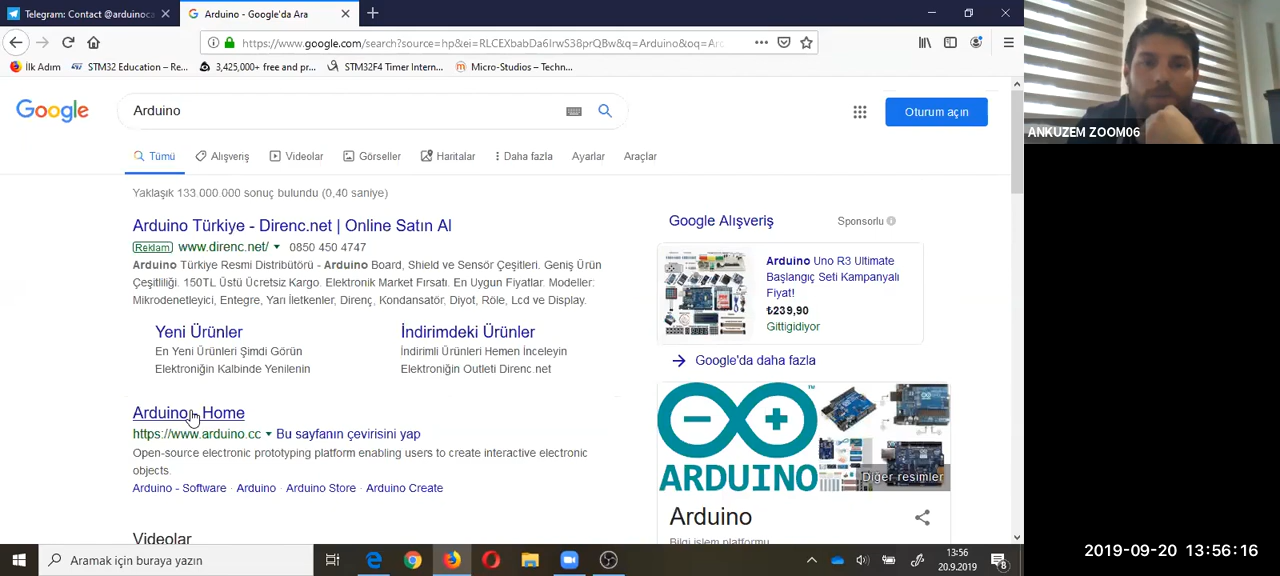 Telegram: Contact @arduinoca
Arduino - Google'da Ara
https://www.google.com/search?source=hp&ei=RLCEXbabDa6IrwS38prQBw&q=Arduino&oq=Arc
İlk Adım
STM32 Education – Re...
3,425,000+ free and pr...
STM32F4 Timer Intern...
Micro-Studios – Techn...
Google
Arduino
Oturum açın
Tümü
Alışveriş
Videolar
Görseller
Haritalar
Daha fazla
Ayarlar
Araçlar
Yaklaşık 133.000.000 sonuç bulundu (0,40 saniye)
Arduino Türkiye - Direnc.net | Online Satın Al
Reklam www.direnc.net/ 0850 450 4747
Arduino Türkiye Resmi Distribütörü - Arduino Board, Shield ve Sensör Çeşitleri. Geniş Ürün
Çeşitliliği. 150TL Üstü Ücretsiz Kargo. Elektronik Market Fırsatı. En Uygun Fiyatlar. Modeller:
Mikrodenetleyici, Entegre, Yarı İletkenler, Direnç, Kondansatör, Diyot, Röle, Lcd ve Display.
Yeni Ürünler
En Yeni Ürünleri Şimdi Görün
Elektroniğin Kalbinde Yenilenin
İndirimdeki Ürünler
İndirimli Ürünleri Hemen İnceleyin
Elektroniğin Outleti Direnc.net
Arduino - Home
https://www.arduino.cc Bu sayfanın çevirisini yap
Open-source electronic prototyping platform enabling users to create interactive electronic
objects.
Arduino - Software · Arduino · Arduino Store · Arduino Create
Videolar
Google Alışveriş
Sponsorlu
Arduino Uno R3 Ultimate
Başlangıç Seti Kampanyalı
Fiyat!
₺239,90
Gittigidiyor
Google'da daha fazla
ARDUINO
TM
Diğer resimler
Arduino
Bilgi işlem platformu
ANKUZEM ZOOM06
Aramak için buraya yazın
13:56
20.9.2019
8
2019-09-20 13:56:16